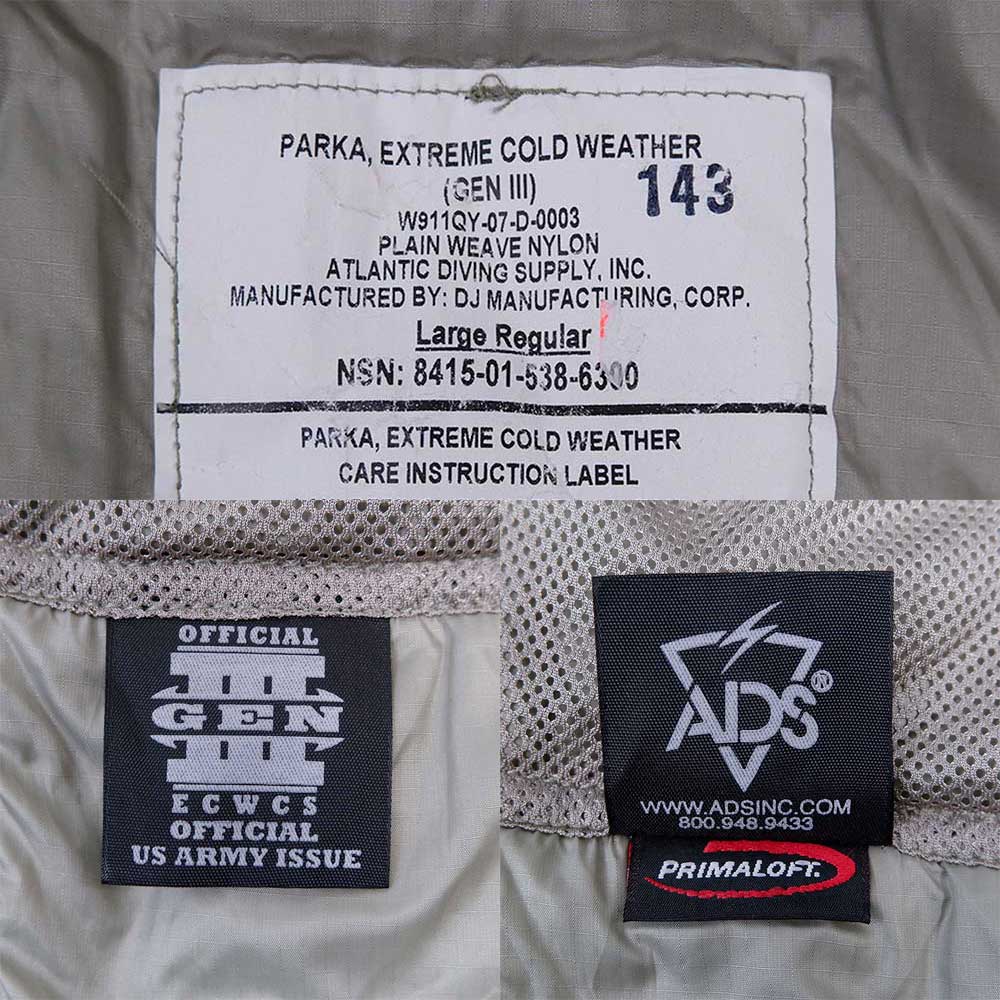 PARKA, EXTREME COLD WEATHER
(GEN III)
143
W911QY-07-D-0003
PLAIN WEAVE NYLON
ATLANTIC DIVING SUPPLY, INC.
MANUFACTURED BY: DJ MANUFACTURING, CORP.
Large Regular
NSN: 8415-01-538-6300
PARKA, EXTREME COLD WEATHER
CARE INSTRUCTION LABEL
OFFICIAL
III
GEN
III
ECWCS
OFFICIAL
US ARMY ISSUE
ADS®
WWW.ADSINC.COM
800.948.9433
PRIMALOFT.